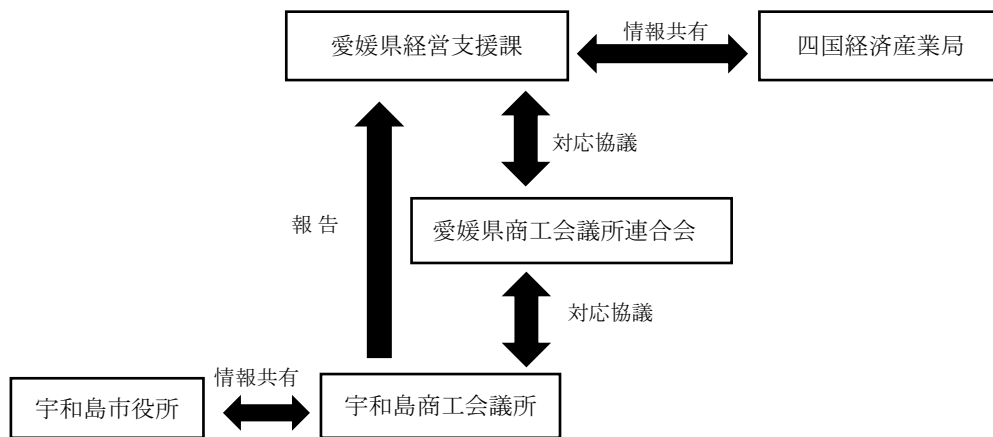 愛媛県経営支援課
情報共有
四国経済産業局
対応協議
報 告
愛媛県商工会議所連合会
対応協議
情報共有
宇和島市役所
宇和島商工会議所